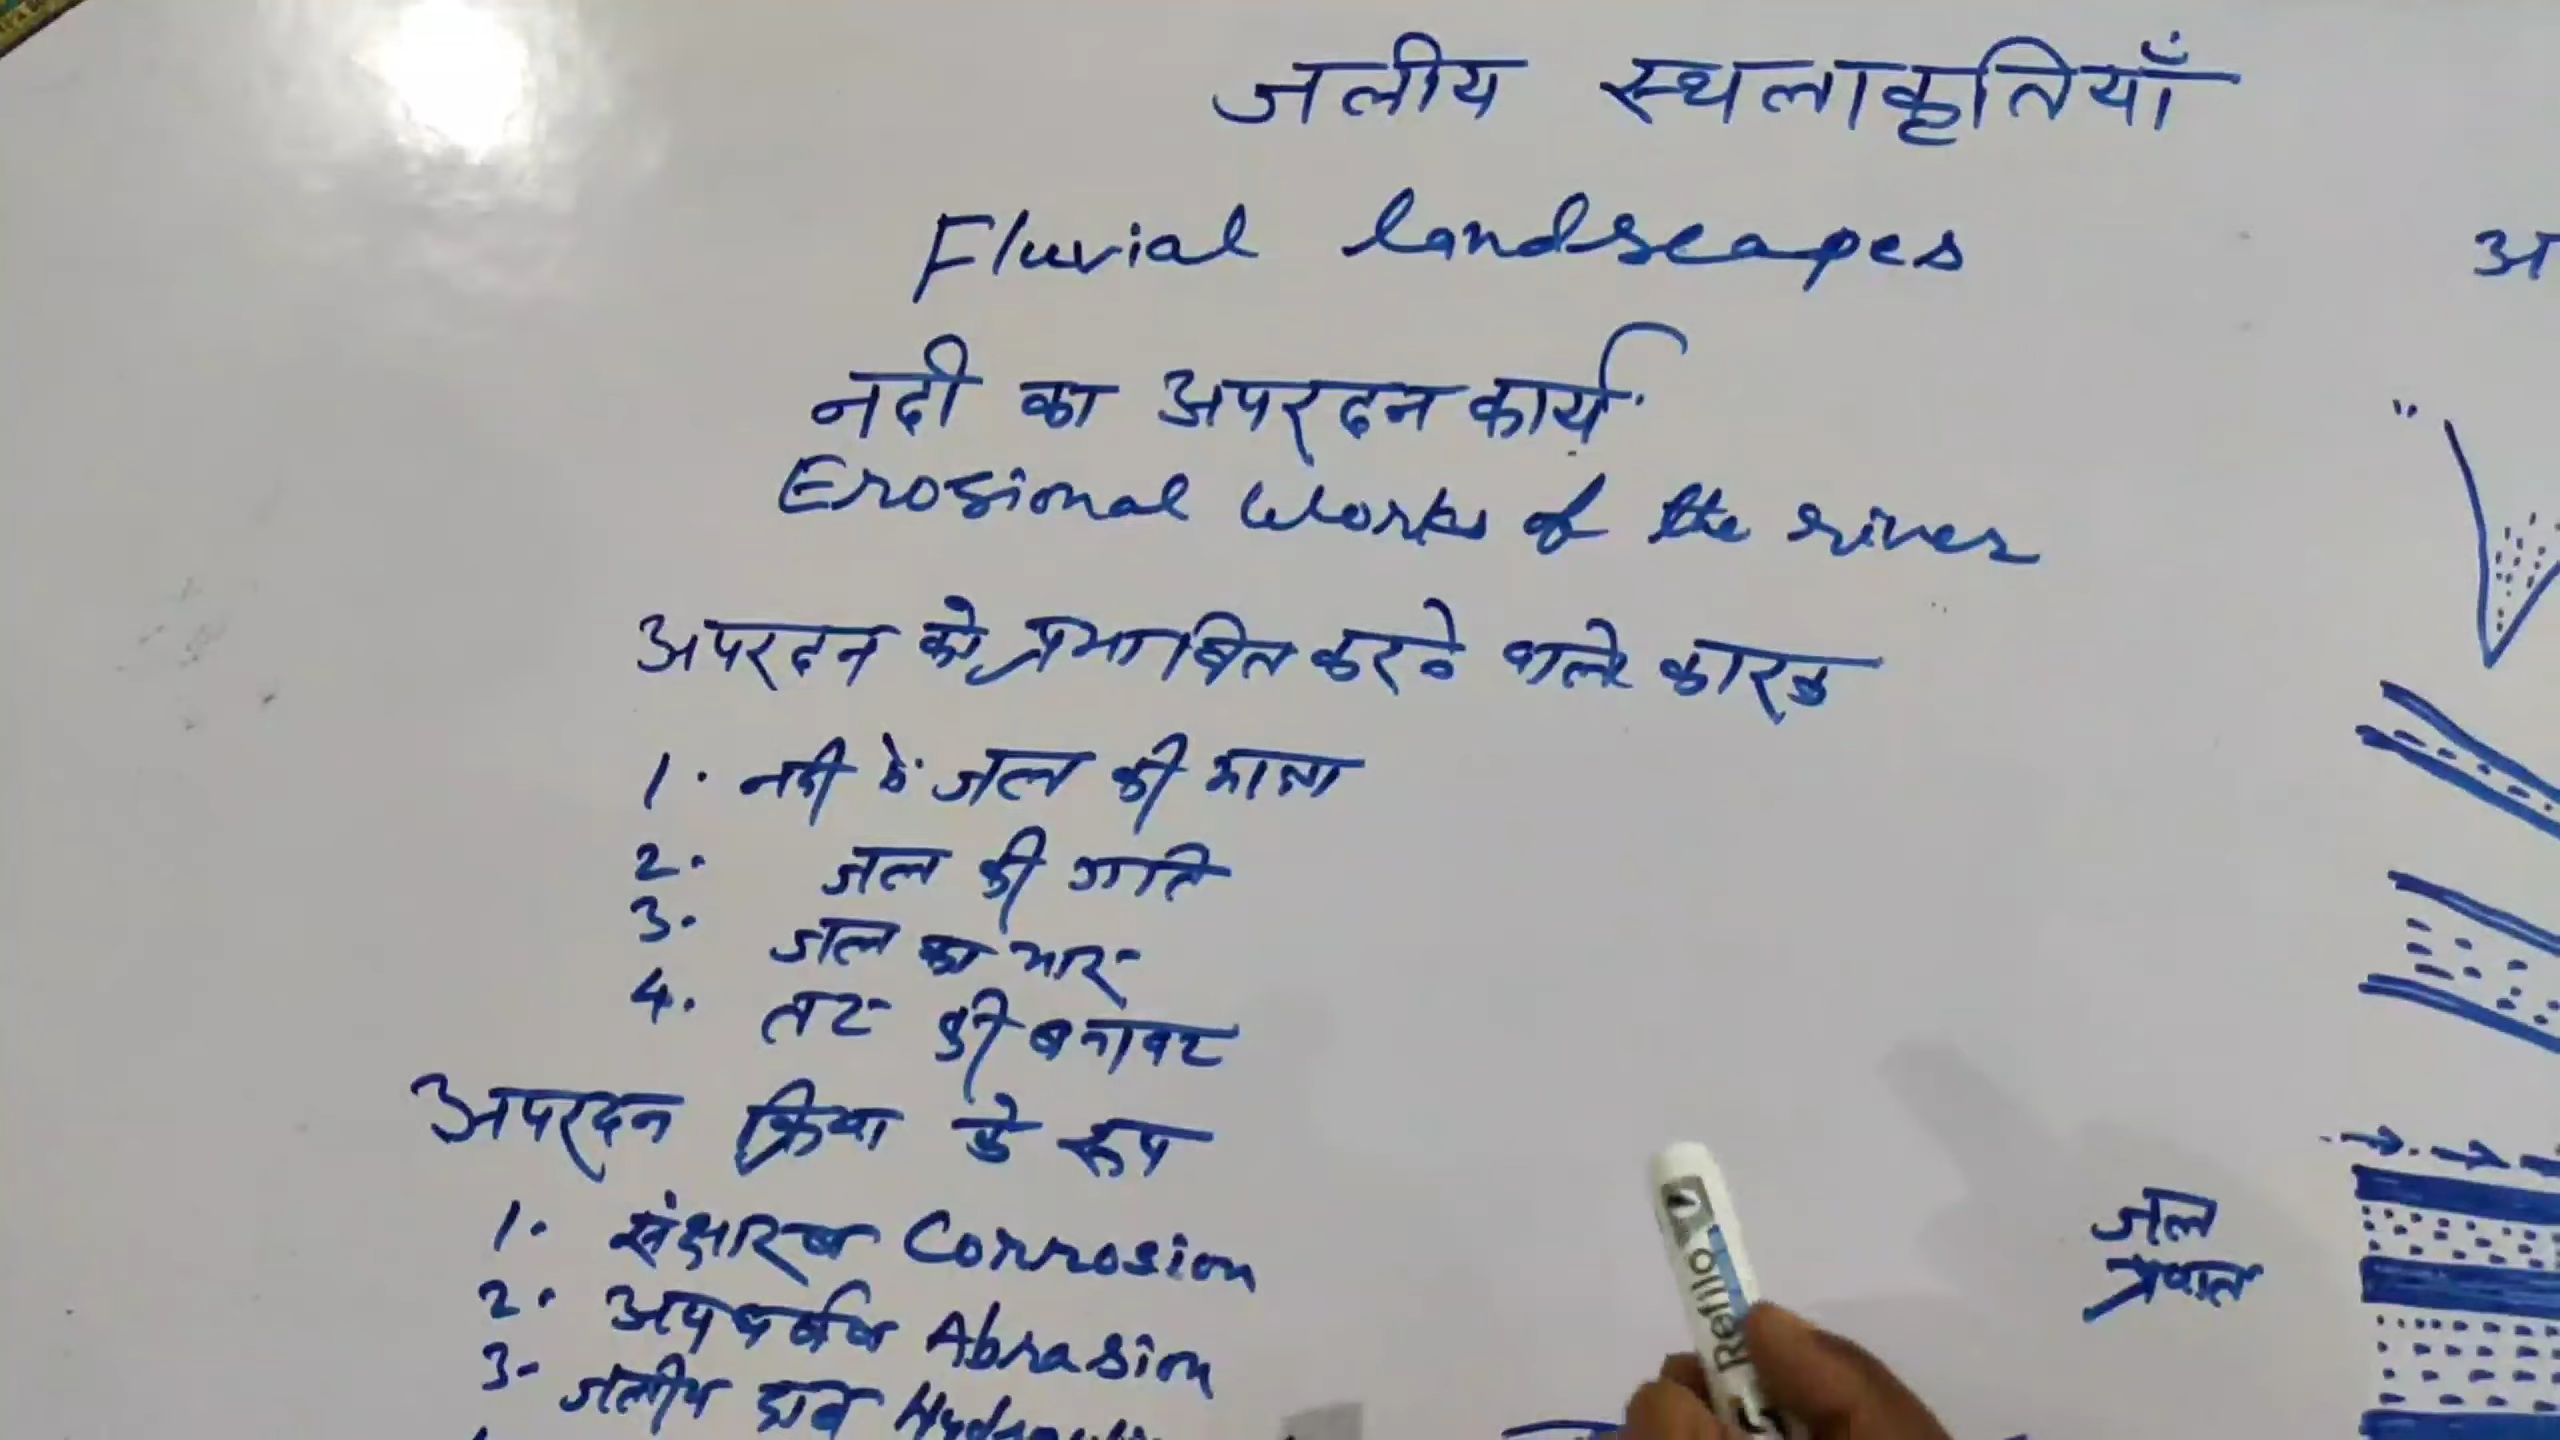 जलीय स्थलाकृतियाँ
Fluvial landscapes
नदी का अपरदन कार्य
Erosional Works of the river
अपरदन को प्रभावित करने वाले कारक
1. नदी के जल की मात्रा
2. जल की गति
3. जल का भार
4. तट की बनावट
अपरदन क्रिया के रूप
1. संक्षारण Corrosion
2. अपघर्षण Abrasion
3- जलीय दाब
जल
प्रपात
Refillo